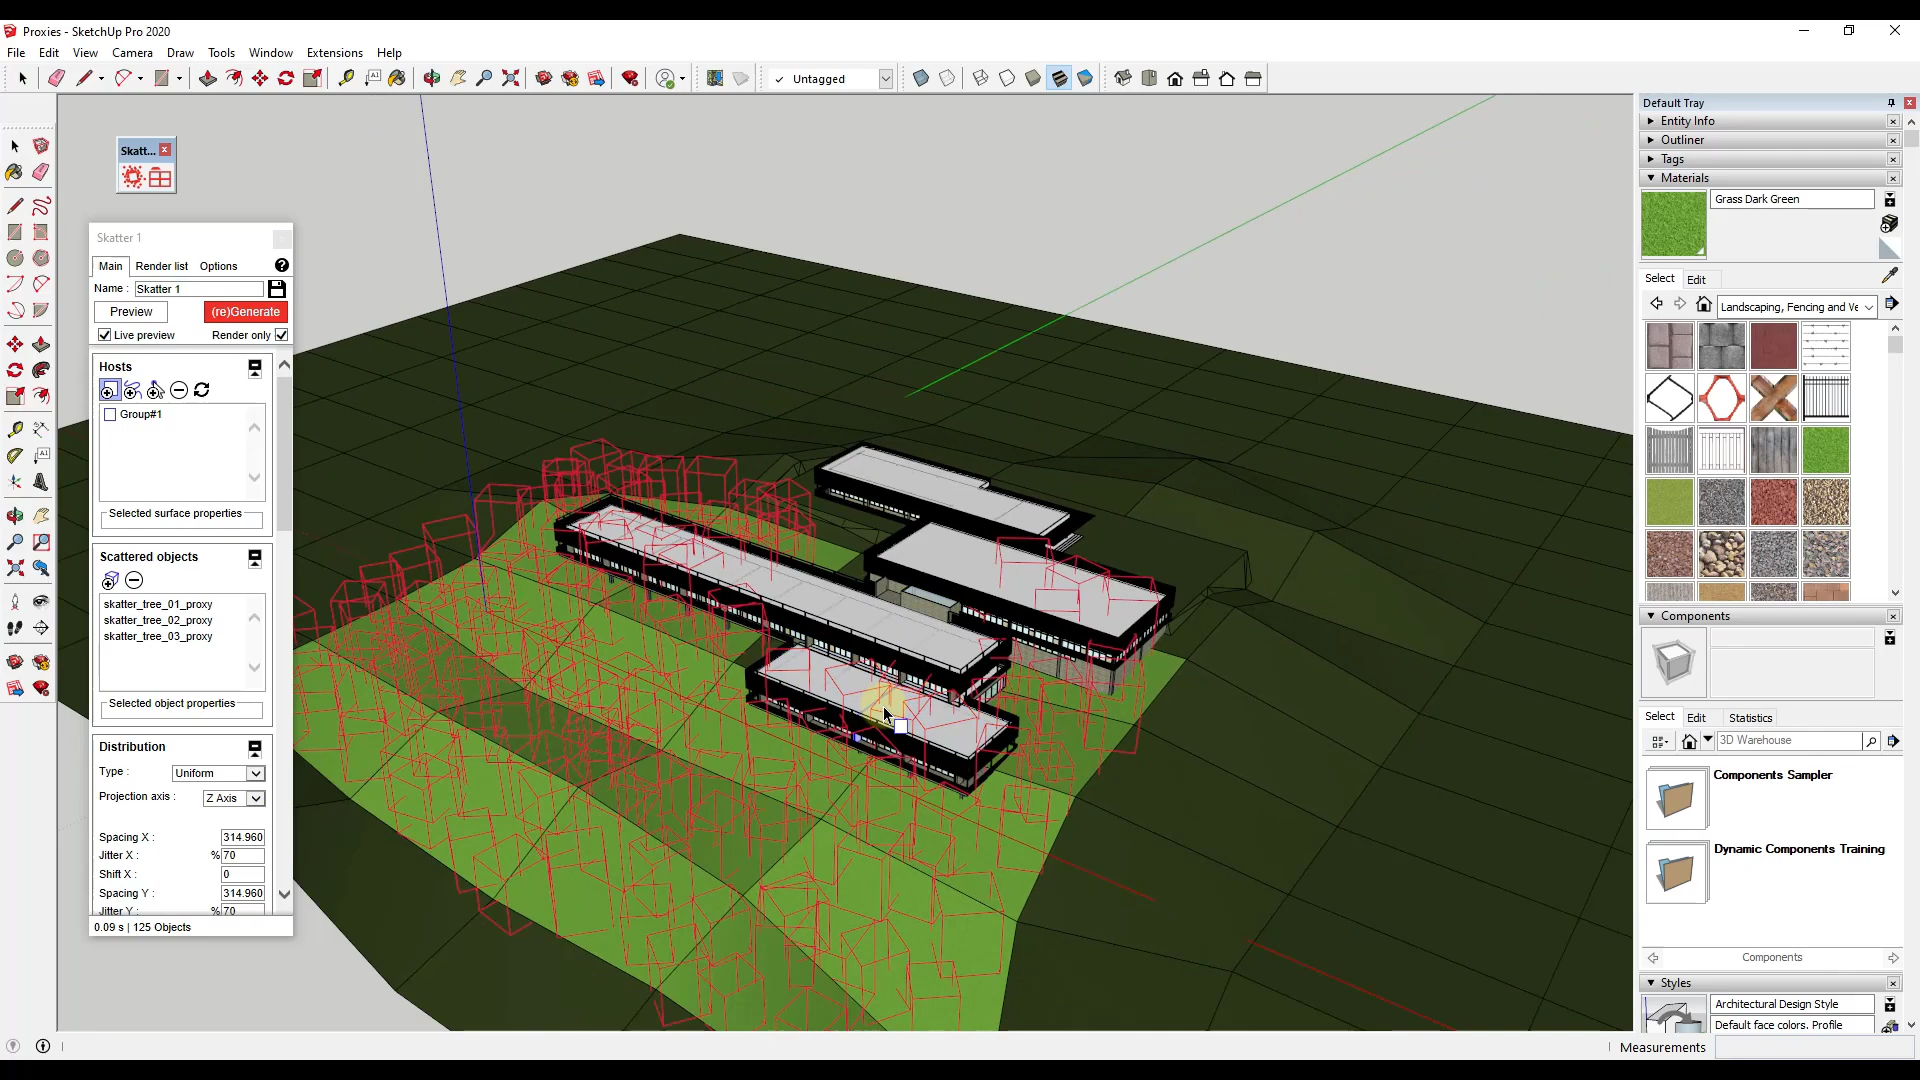 Proxies - SketchUp Pro 2020
File Edit View Camera Draw Tools Window Extensions Help
Untagged
Skatt...
Skatter 1
Main Render list Options
Name : Skatter 1
Preview (re)Generate
Live preview Render only
Hosts
Group#1
Selected surface properties
Scattered objects
skatter_tree_01_proxy
skatter_tree_02_proxy
skatter_tree_03_proxy
Selected object properties
Distribution
Type : Uniform
Projection axis : Z Axis
Spacing X : 314.960
Jitter X : % 70
Shift X : 0
Spacing Y : 314.960
Jitter Y : % 70
0.09 s | 125 Objects
Default Tray
Entity Info
Outliner
Tags
Materials
Grass Dark Green
Select Edit
Landscaping, Fencing and Ve
Components
Select Edit Statistics
3D Warehouse
Components Sampler
Dynamic Components Training
Components
Styles
Architectural Design Style
Default face colors. Profile
Measurements